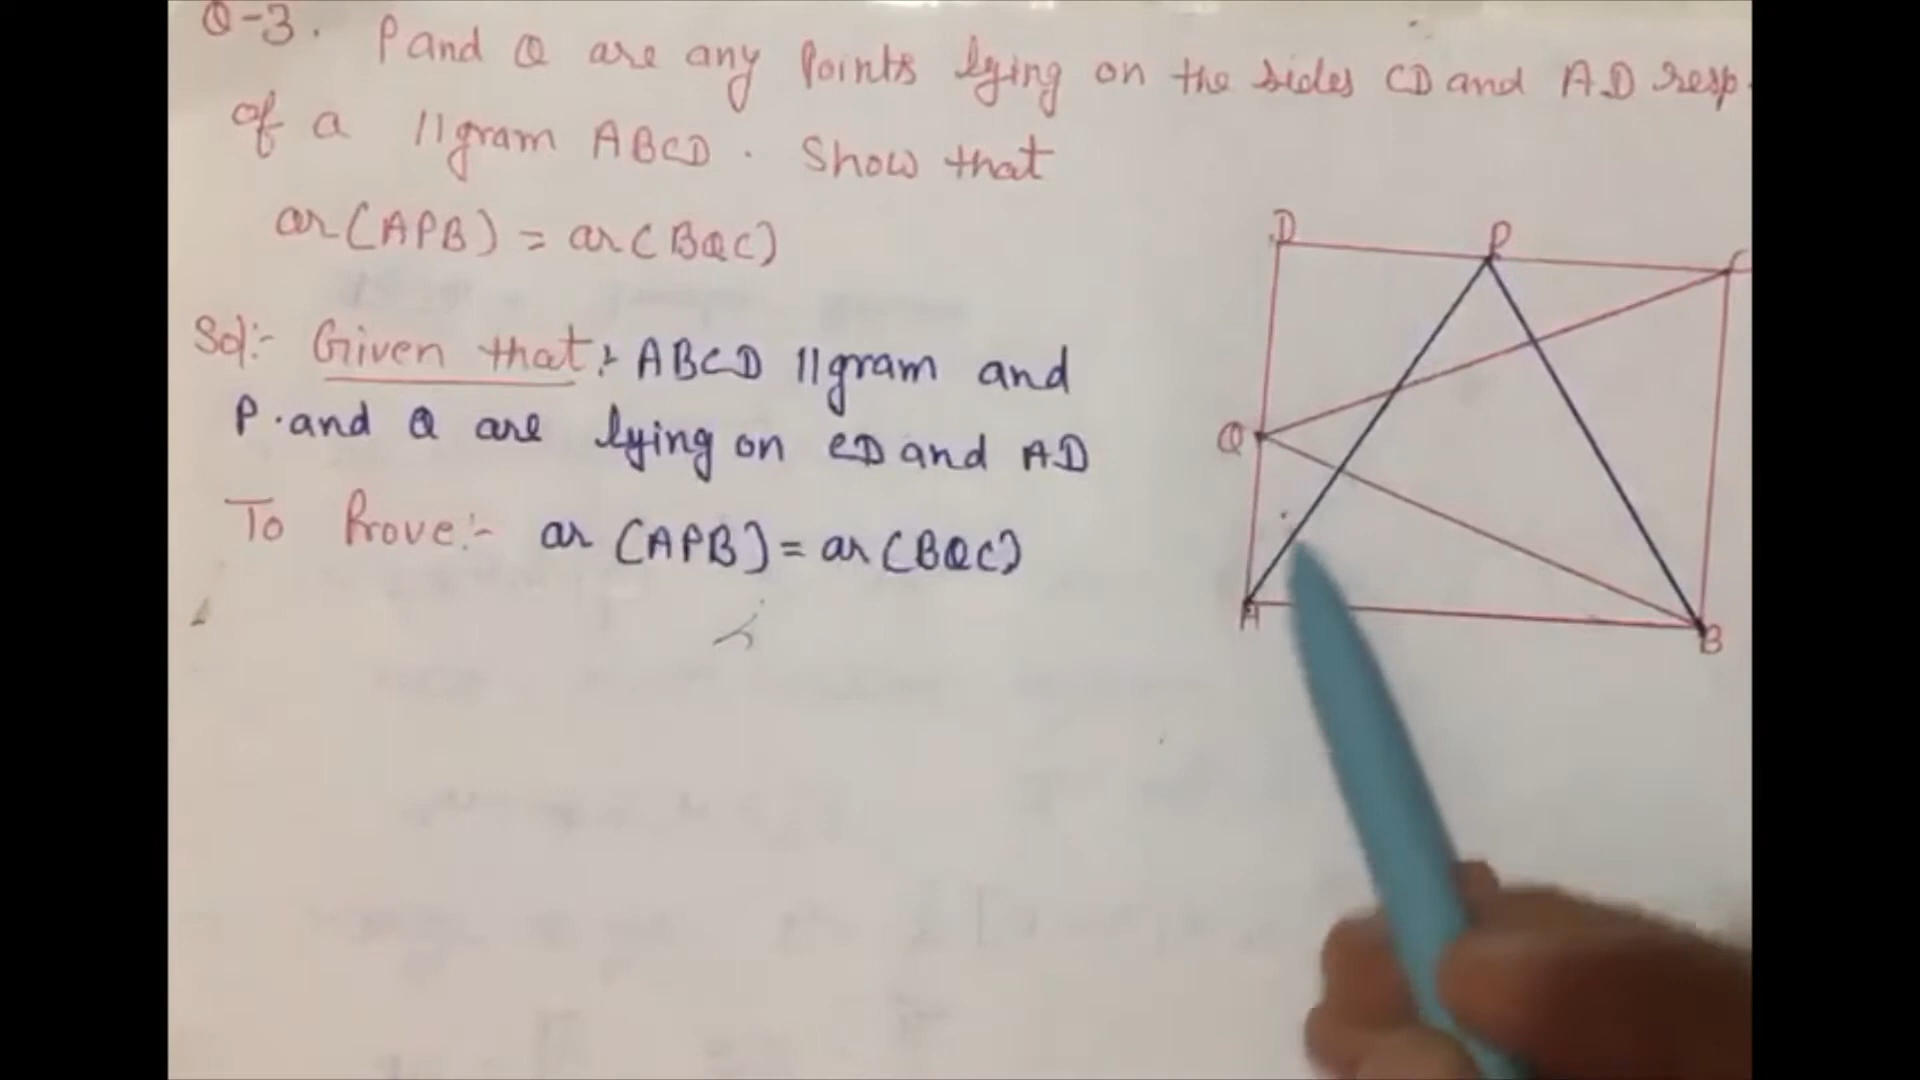 Q-3. P and Q are any Points lying on the sides CD and AD resp.
of a ||gram ABCD. Show that
ar(APB) = ar(BQC)
Sol:- Given that:- ABCD ||gram and
P. and Q are lying on CD and AD
To Prove:- ar (APB) = ar (BQC)
D P C
Q
A B